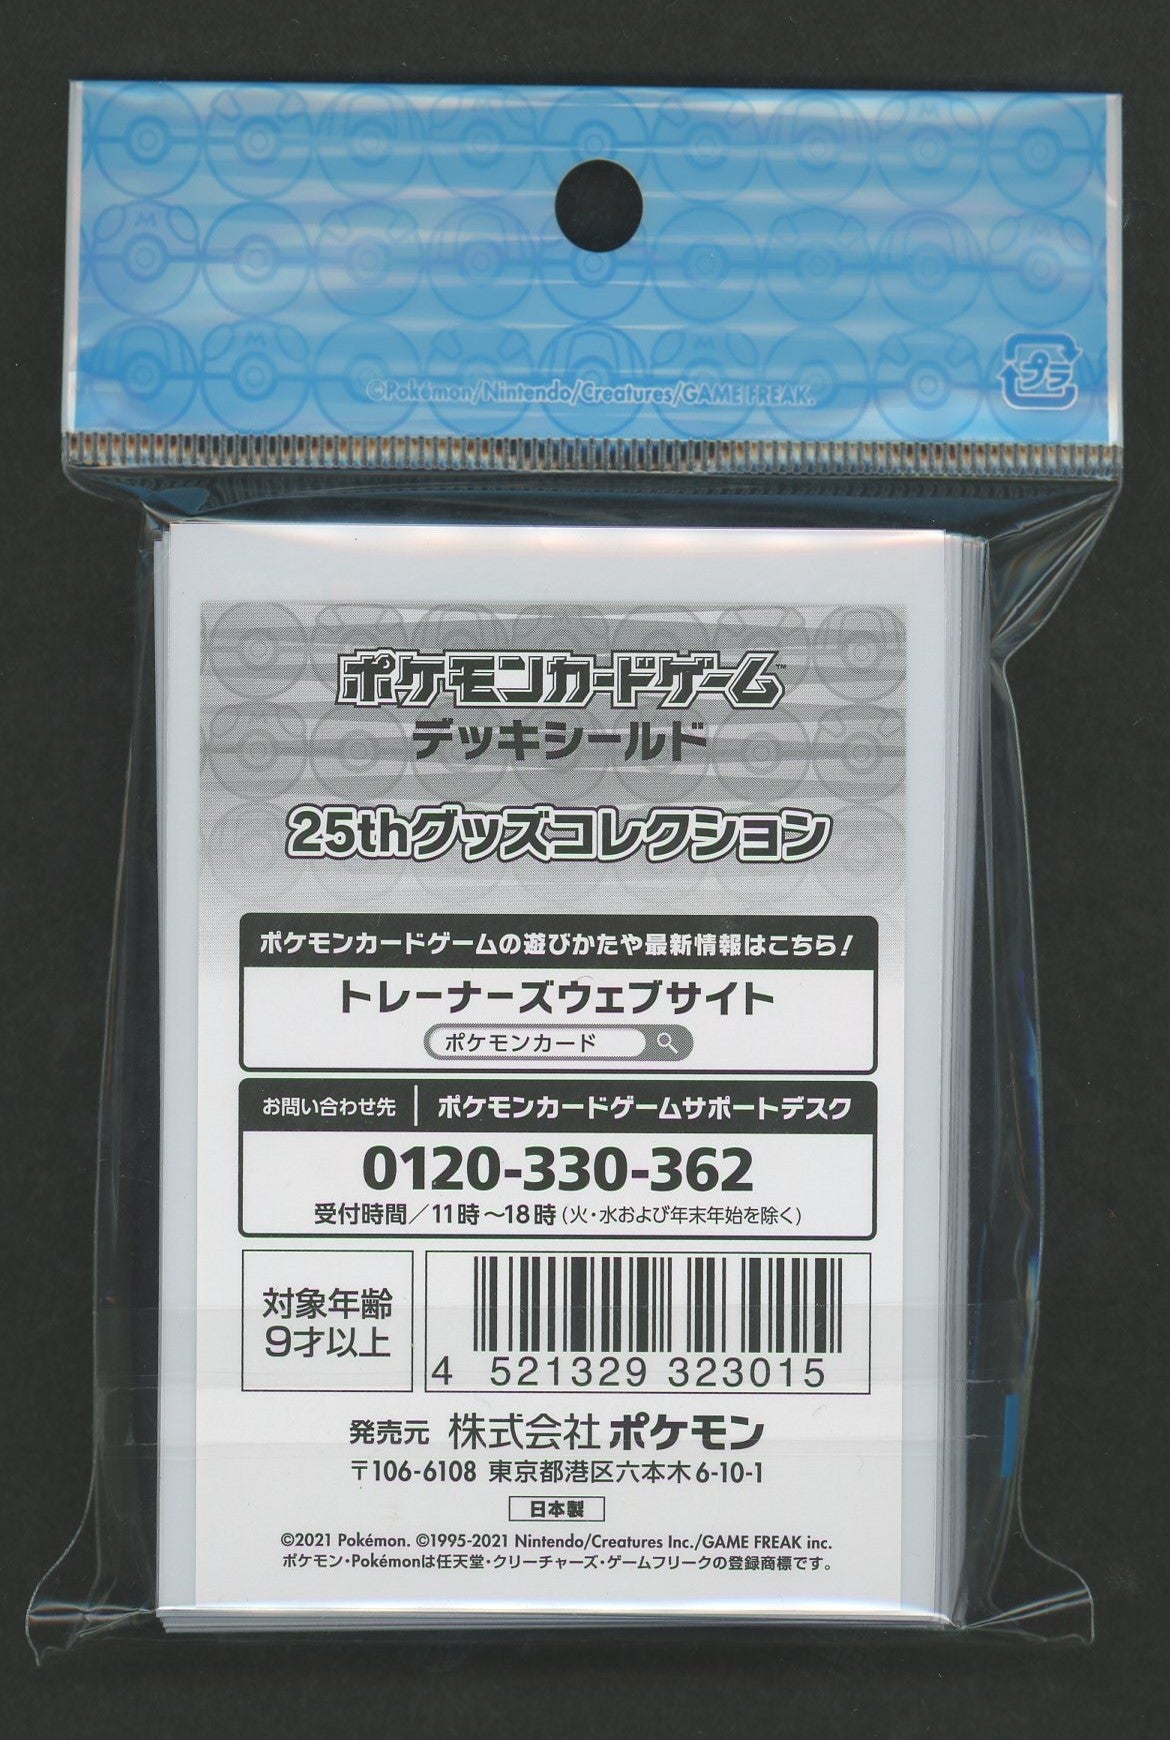 ©Pokémon/Nintendo/Creatures/GAME FREAK.
プラ
ポケモンカードゲーム™
デッキシールド
25thグッズコレクション
ポケモンカードゲームの遊びかたや最新情報はこちら!
トレーナーズウェブサイト
ポケモンカード
お問い合わせ先 ポケモンカードゲームサポートデスク
0120-330-362
受付時間/11時〜18時(火・水および年末年始を除く)
対象年齢
9才以上
4 521329 323015
発売元 株式会社ポケモン
〒106-6108 東京都港区六本木6-10-1
日本製
©2021 Pokémon. ©1995-2021 Nintendo/Creatures Inc./GAME FREAK inc.
ポケモン・Pokémonは任天堂・クリーチャーズ・ゲームフリークの登録商標です。